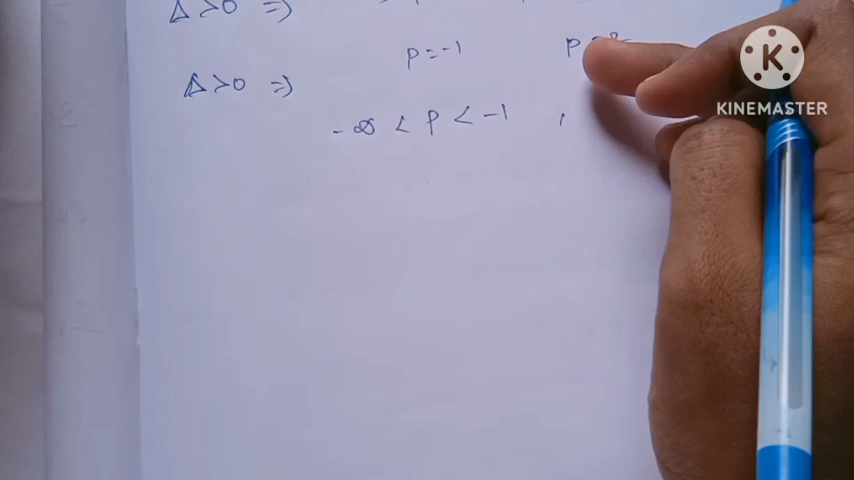 Δ>0 ⇒
p = -1 p =
Δ>0 ⇒
-∞ < p < -1 ,
K
KINEMASTER